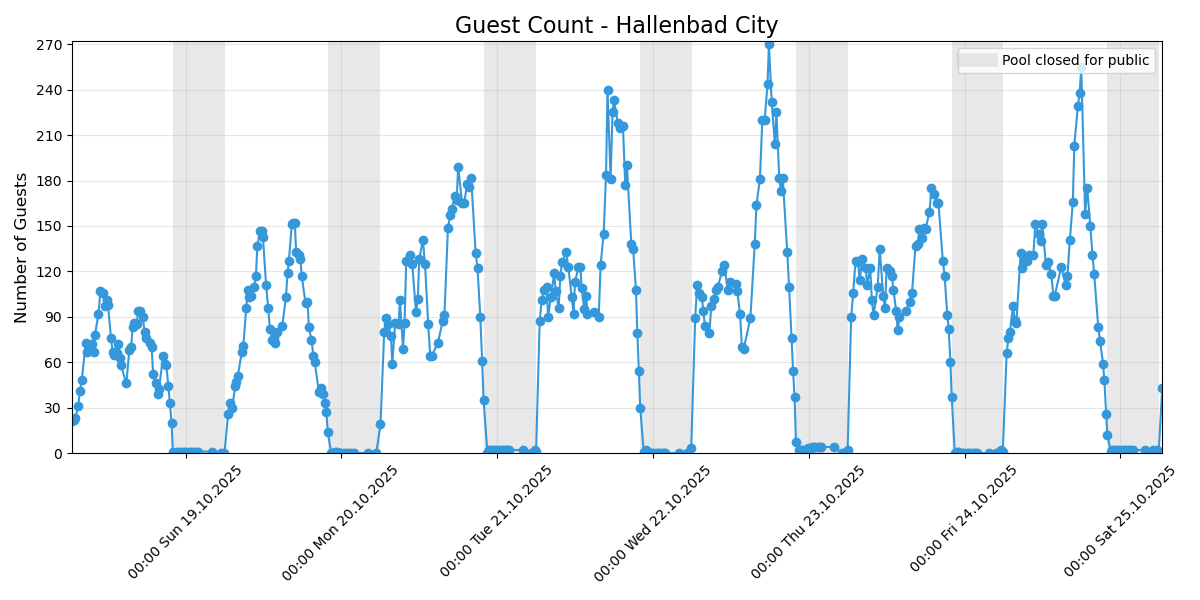 Guest Count - Hallenbad City
Number of Guests
270
240
210
180
150
120
90
60
30
0
Pool closed for public
00:00 Sun 19.10.2025
00:00 Mon 20.10.2025
00:00 Tue 21.10.2025
00:00 Wed 22.10.2025
00:00 Thu 23.10.2025
00:00 Fri 24.10.2025
00:00 Sat 25.10.2025